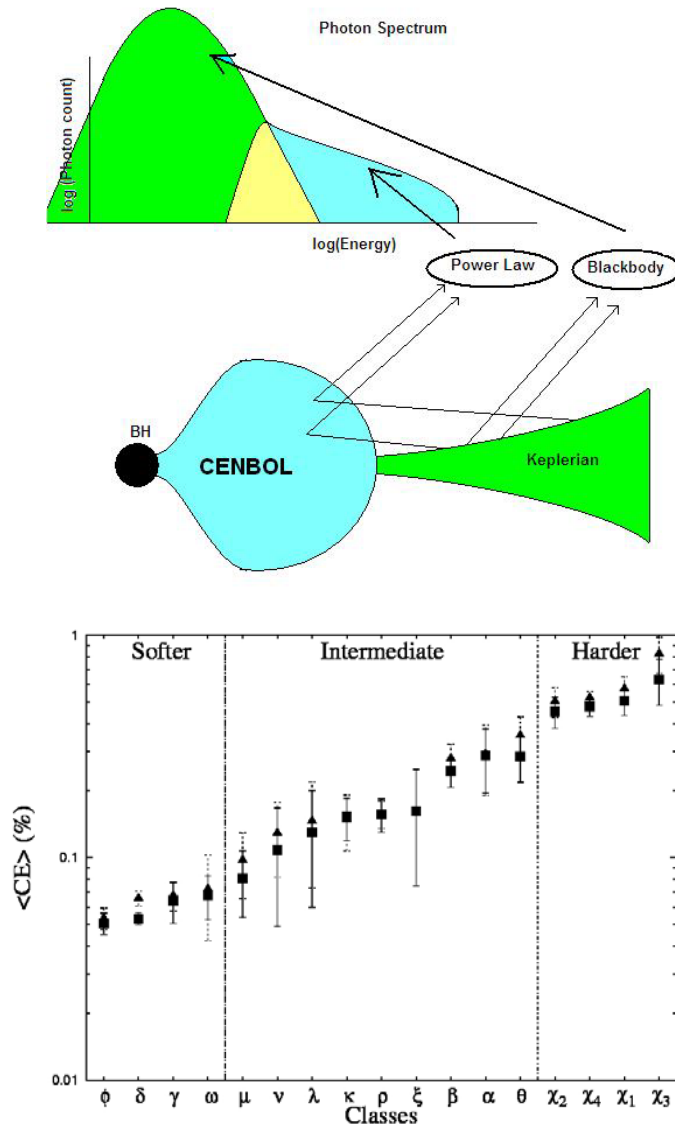 Photon Spectrum
log (Photon count)
log(Energy)
Power Law
Blackbody
BH
CENBOL
Keplerian
Softer
Intermediate
Harder
<CE> (%)
1
0.1
0.01
ϕ δ γ ω μ ν λ κ ρ ξ β α θ χ2 χ4 χ1 χ3
Classes